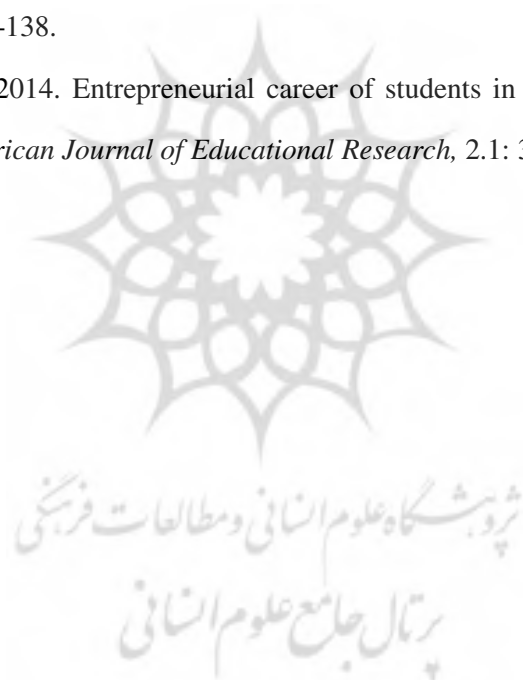 -138.
2014. Entrepreneurial career of students in
rican Journal of Educational Research, 2.1: 3
پژوهشگاه علوم انسانی و مطالعات فرهنگی
پرتال جامع علوم انسانی